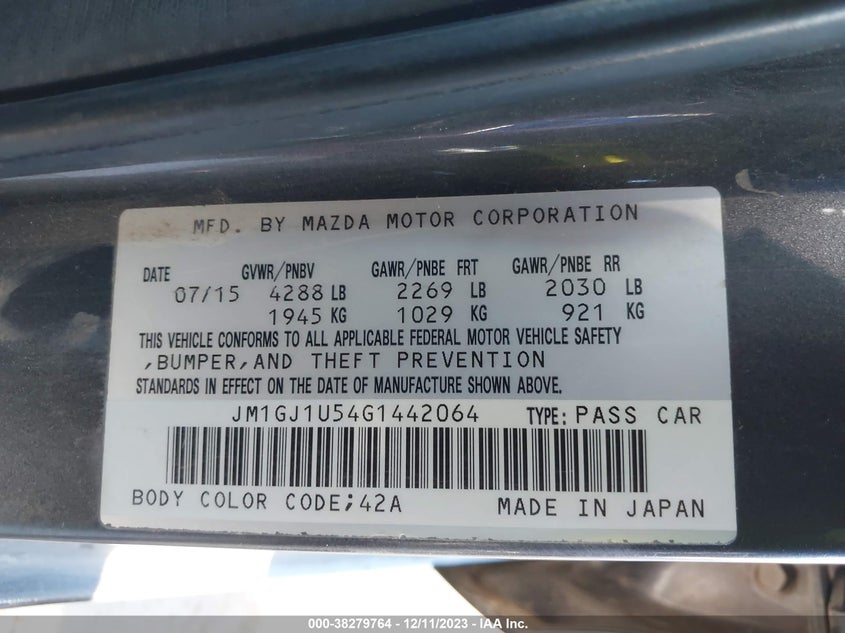 MFD. BY MAZDA MOTOR CORPORATION
DATE GVWR/PNBV GAWR/PNBE FRT GAWR/PNBE RR
07/15 4288 LB 2269 LB 2030 LB
1945 KG 1029 KG 921 KG
THIS VEHICLE CONFORMS TO ALL APPLICABLE FEDERAL MOTOR VEHICLE SAFETY
,BUMPER,AND THEFT PREVENTION
STANDARDS IN EFFECT ON THE DATE OF MANUFACTURE SHOWN ABOVE.
JM1GJ1U54G1442064 TYPE: PASS CAR
BODY COLOR CODE;42A MADE IN JAPAN
000-38279764 - 12/11/2023 - IAA Inc.